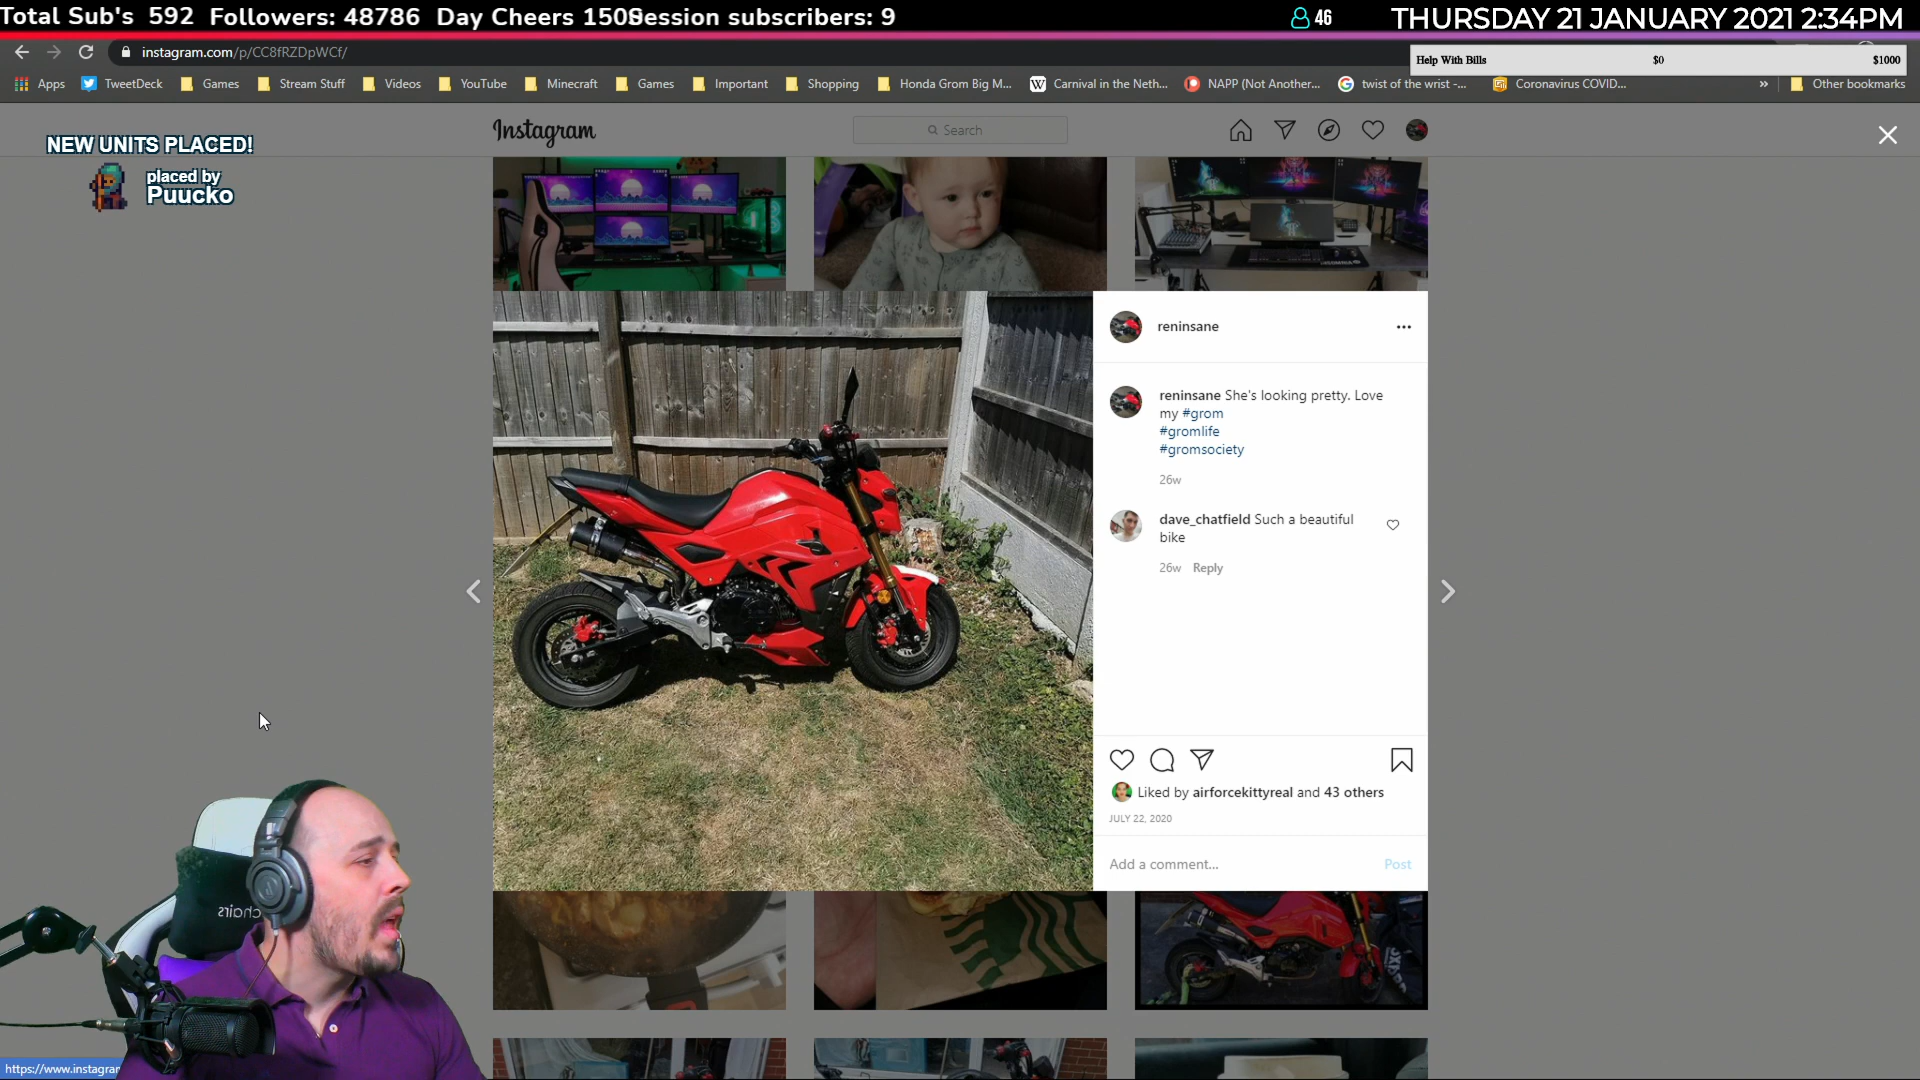 Total Sub's 592 Followers: 48786 Day Cheers 1500 Session subscribers: 9
46
THURSDAY 21 JANUARY 2021 2:34PM
instagram.com/p/CC8fRZDpWCf/
Help With Bills $0 $1000
Apps TweetDeck Games Stream Stuff Videos YouTube Minecraft Games Important Shopping Honda Grom Big M... Carnival in the Neth... NAPP (Not Another... twist of the wrist -... Coronavirus COVID... » Other bookmarks
Instagram
Search
NEW UNITS PLACED!
placed by
Puucko
reninsane
reninsane She's looking pretty. Love
my #grom
#gromlife
#gromsociety
26w
dave_chatfield Such a beautiful
bike
26w Reply
Liked by airforcekittyreal and 43 others
JULY 22, 2020
Add a comment... Post
chairs
https://www.instagram